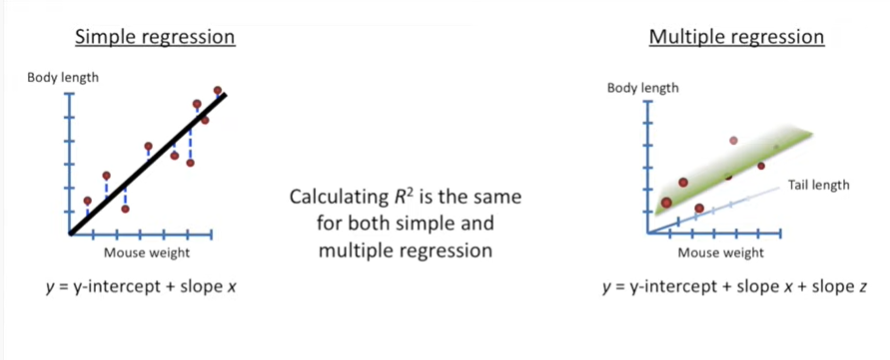 Simple regression
Body length
Mouse weight
y = y-intercept + slope x
Calculating R² is the same
for both simple and
multiple regression
Multiple regression
Body length
Tail length
Mouse weight
y = y-intercept + slope x + slope z